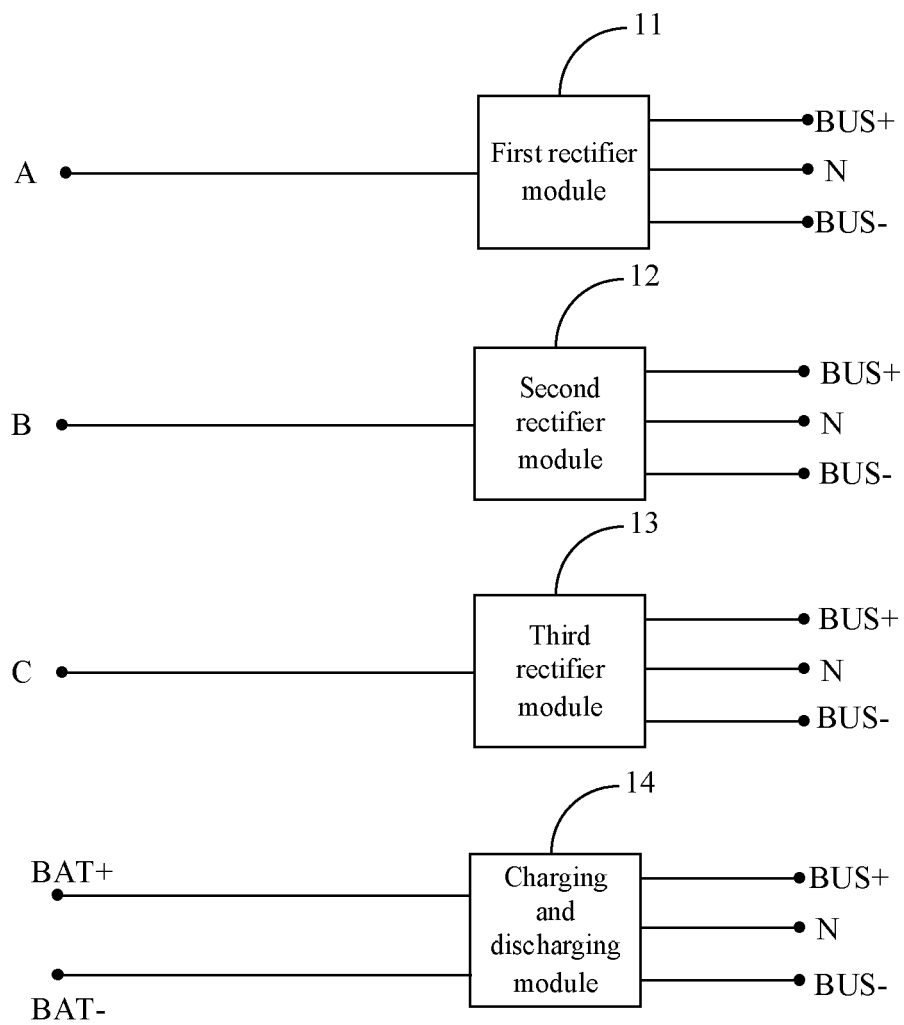 11
BUS+
First rectifier
module
A
N
BUS-
12
BUS+
Second
rectifier
module
B
N
BUS-
13
BUS+
Third
rectifier
module
C
N
BUS-
14
BAT+
Charging
and
discharging
module
BUS+
N
BUS-
BAT-